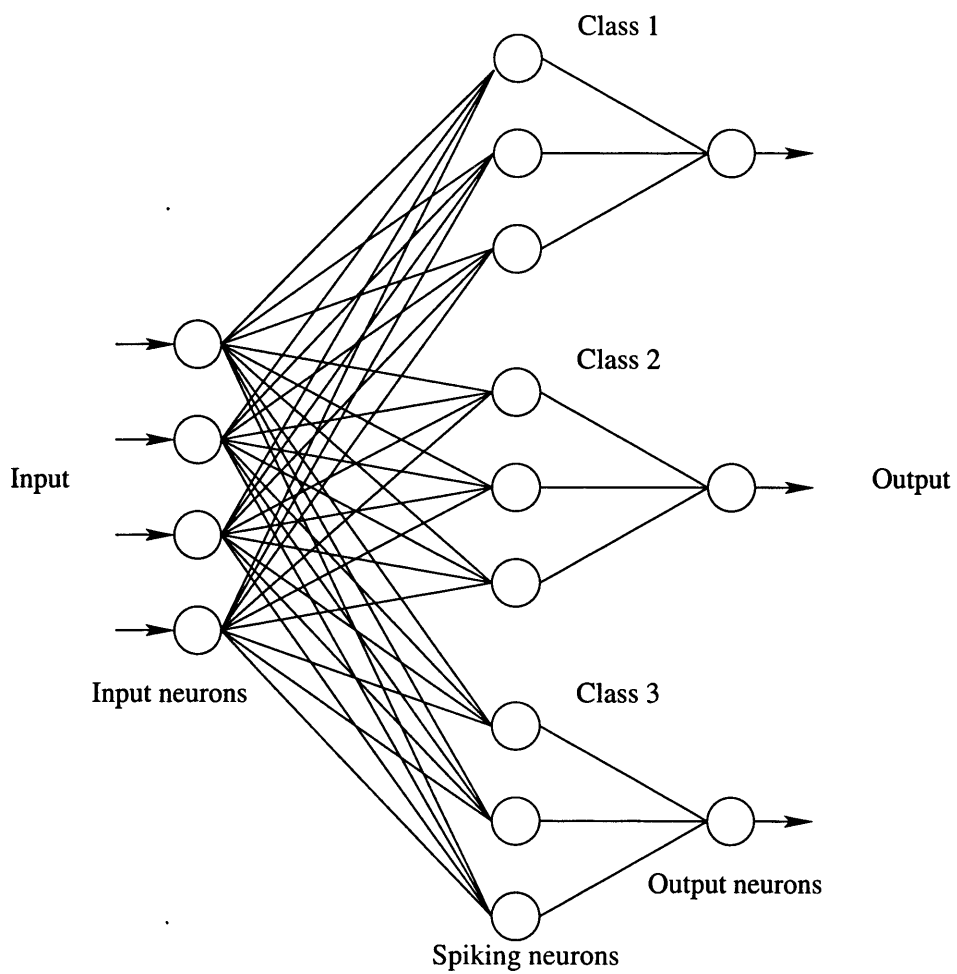 Class 1
Class 2
Input
Output
Input neurons
Class 3
Output neurons
Spiking neurons